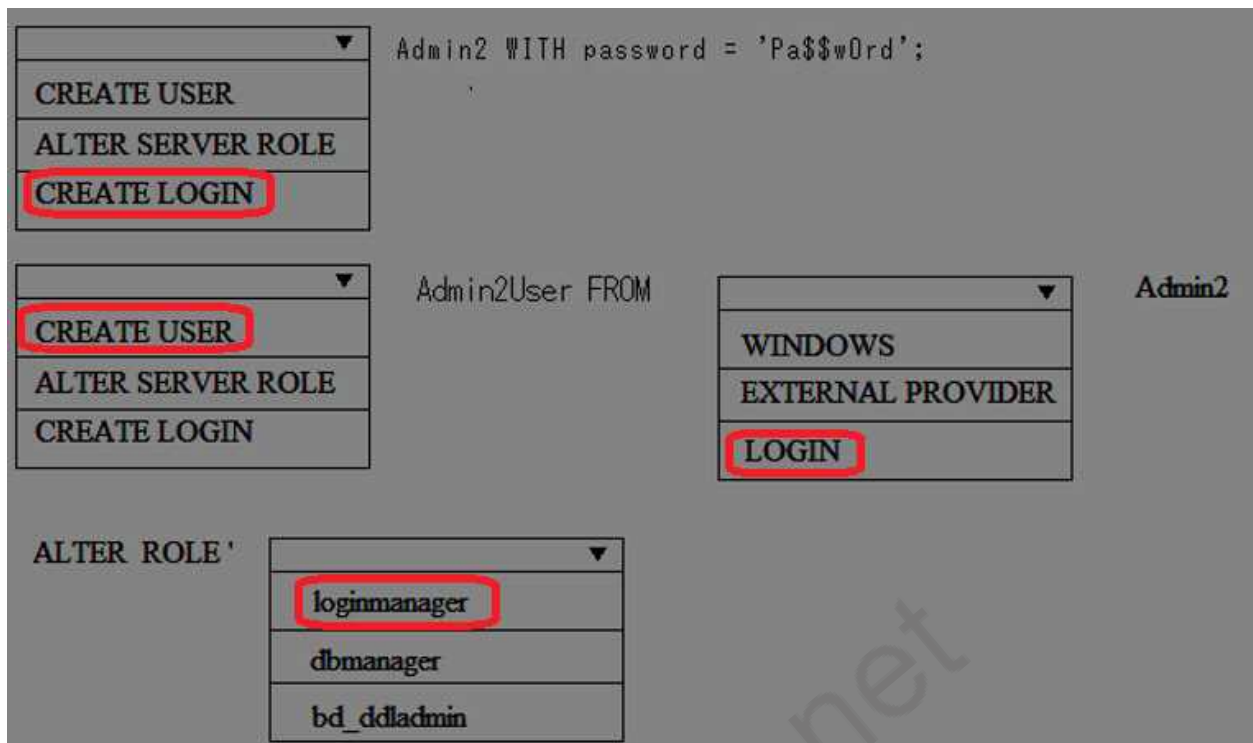 ▼ Admin2 WITH password = 'Pa$$w0rd';
CREATE USER
ALTER SERVER ROLE
CREATE LOGIN
▼ Admin2User FROM ▼ Admin2
CREATE USER
ALTER SERVER ROLE
CREATE LOGIN
WINDOWS
EXTERNAL PROVIDER
LOGIN
ALTER ROLE ' ▼
loginmanager
dbmanager
bd_ddladmin
net